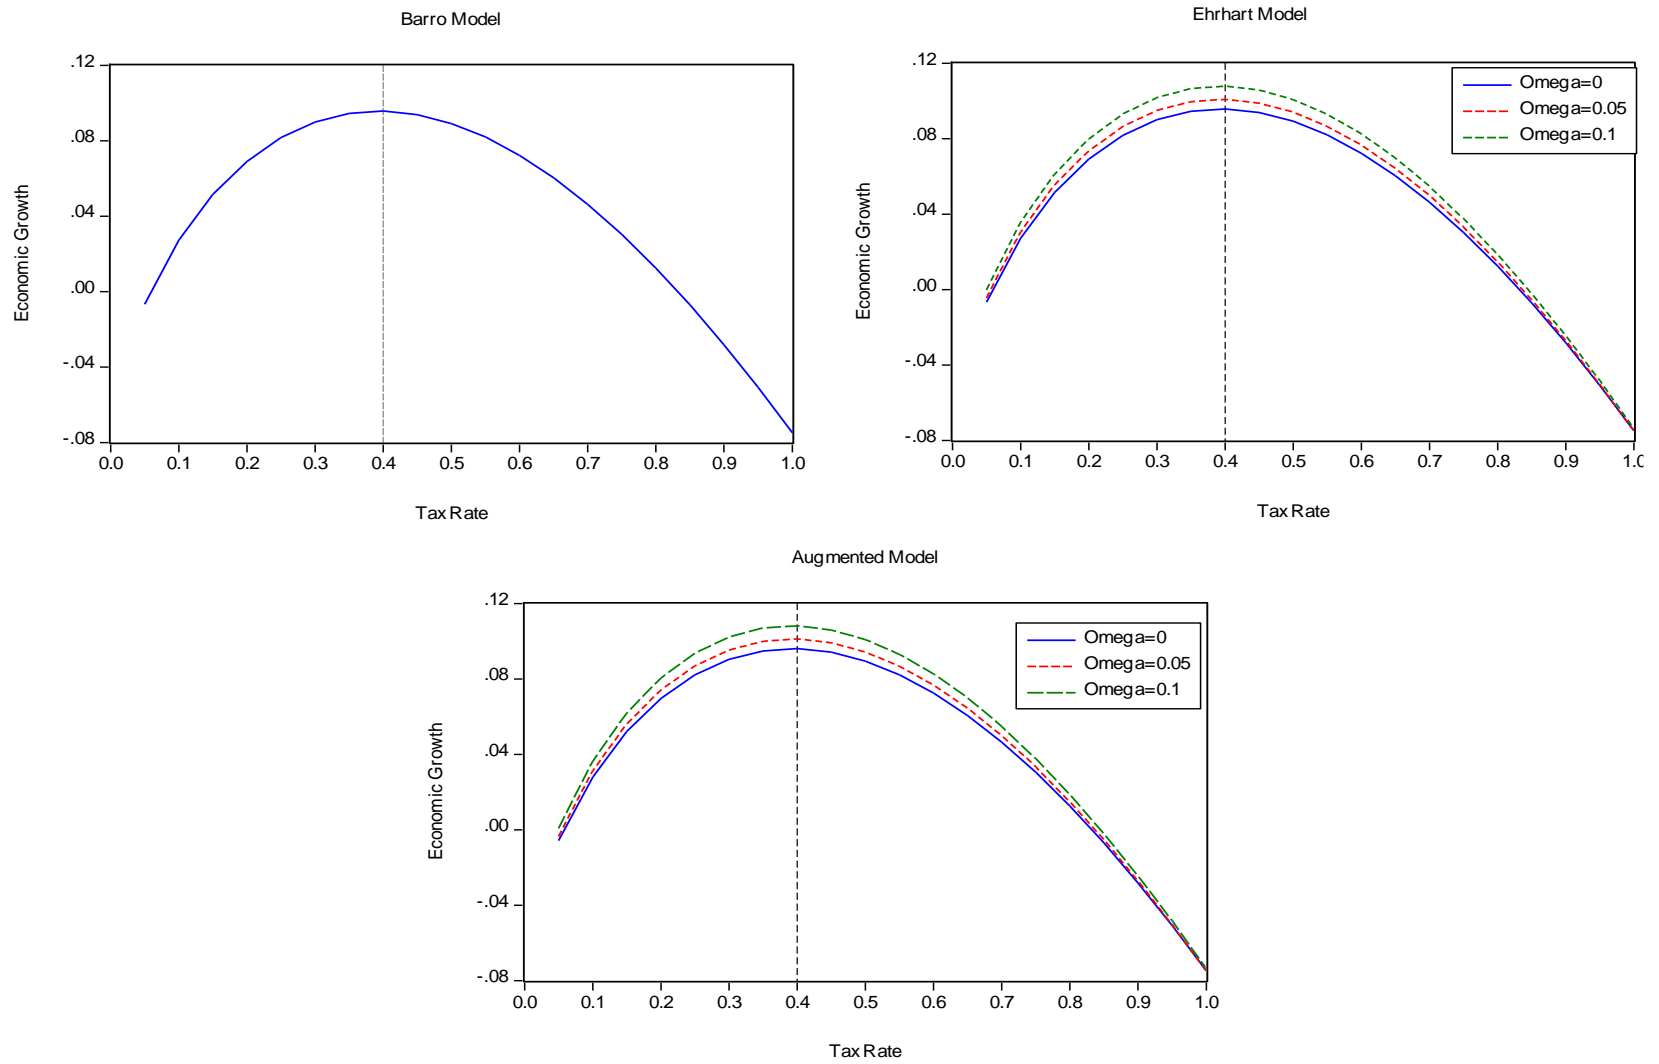 Barro Model
.12
.08
.04
.00
-.04
-.08
Economic Growth
0.0 0.1 0.2 0.3 0.4 0.5 0.6 0.7 0.8 0.9 1.0
Tax Rate
Ehrhart Model
.12
.08
.04
.00
-.04
-.08
Economic Growth
Omega=0
Omega=0.05
Omega=0.1
0.0 0.1 0.2 0.3 0.4 0.5 0.6 0.7 0.8 0.9 1.0
Tax Rate
Augmented Model
.12
.08
.04
.00
-.04
-.08
Economic Growth
Omega=0
Omega=0.05
Omega=0.1
0.0 0.1 0.2 0.3 0.4 0.5 0.6 0.7 0.8 0.9 1.0
Tax Rate